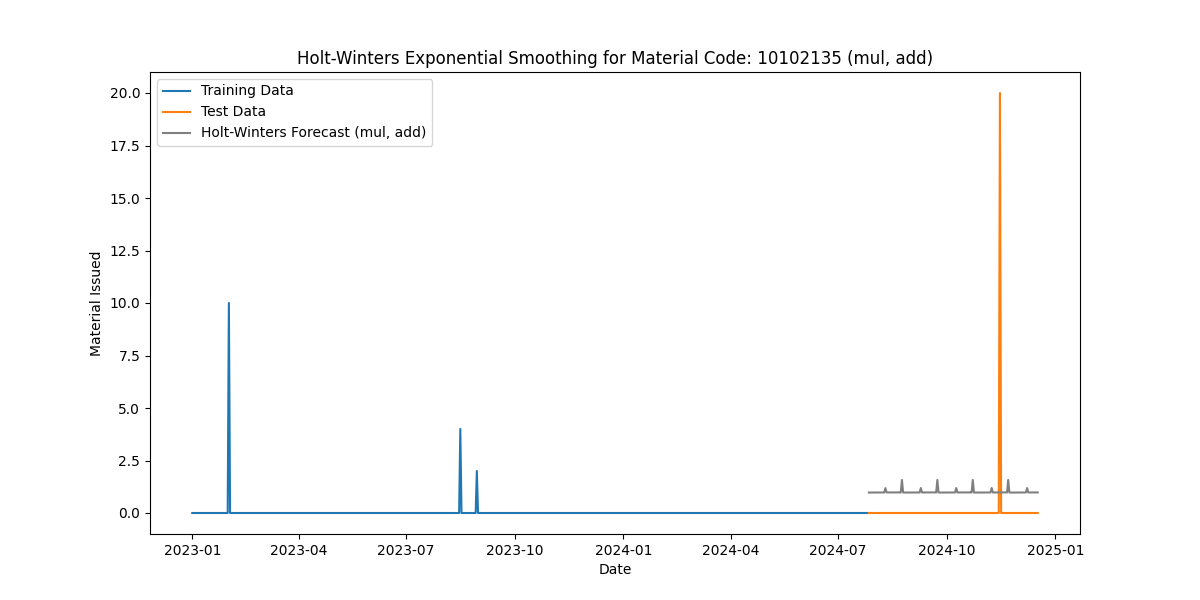 Holt-Winters Exponential Smoothing for Material Code: 10102135 (mul, add)
Training Data
Test Data
Holt-Winters Forecast (mul, add)
20.0
17.5
15.0
12.5
10.0
7.5
5.0
2.5
0.0
Material Issued
2023-01 2023-04 2023-07 2023-10 2024-01 2024-04 2024-07 2024-10 2025-01
Date